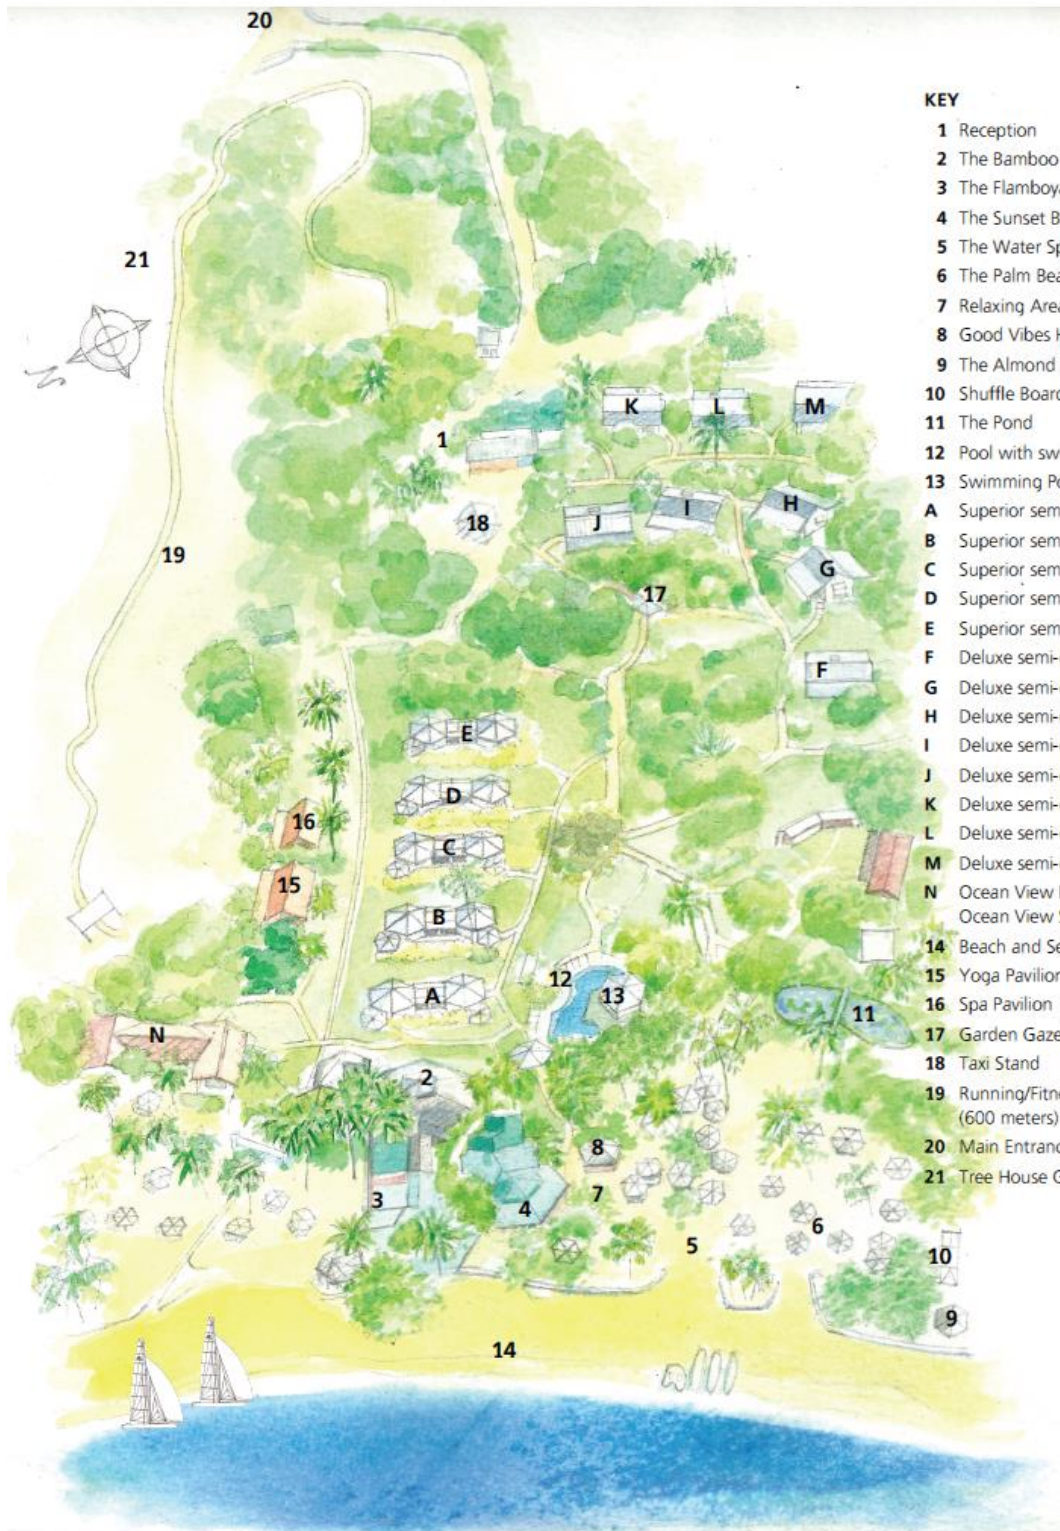 20
21
N
19
1
K
L
M
18
J
I
H
G
17
F
E
D
C
B
A
16
15
12
13
11
N
2
8
3
4
7
5
6
10
9
14
KEY
1 Reception
2 The Bamboo
3 The Flamboya
4 The Sunset B
5 The Water Sp
6 The Palm Bea
7 Relaxing Area
8 Good Vibes H
9 The Almond
10 Shuffle Board
11 The Pond
12 Pool with sw
13 Swimming Po
A Superior sem
B Superior sem
C Superior sem
D Superior sem
E Superior sem
F Deluxe semi-
G Deluxe semi-
H Deluxe semi-
I Deluxe semi-
J Deluxe semi-
K Deluxe semi-
L Deluxe semi-
M Deluxe semi-
N Ocean View
Ocean View
14 Beach and Se
15 Yoga Pavilion
16 Spa Pavilion
17 Garden Gaze
18 Taxi Stand
19 Running/Fitne
(600 meters)
20 Main Entranc
21 Tree House G